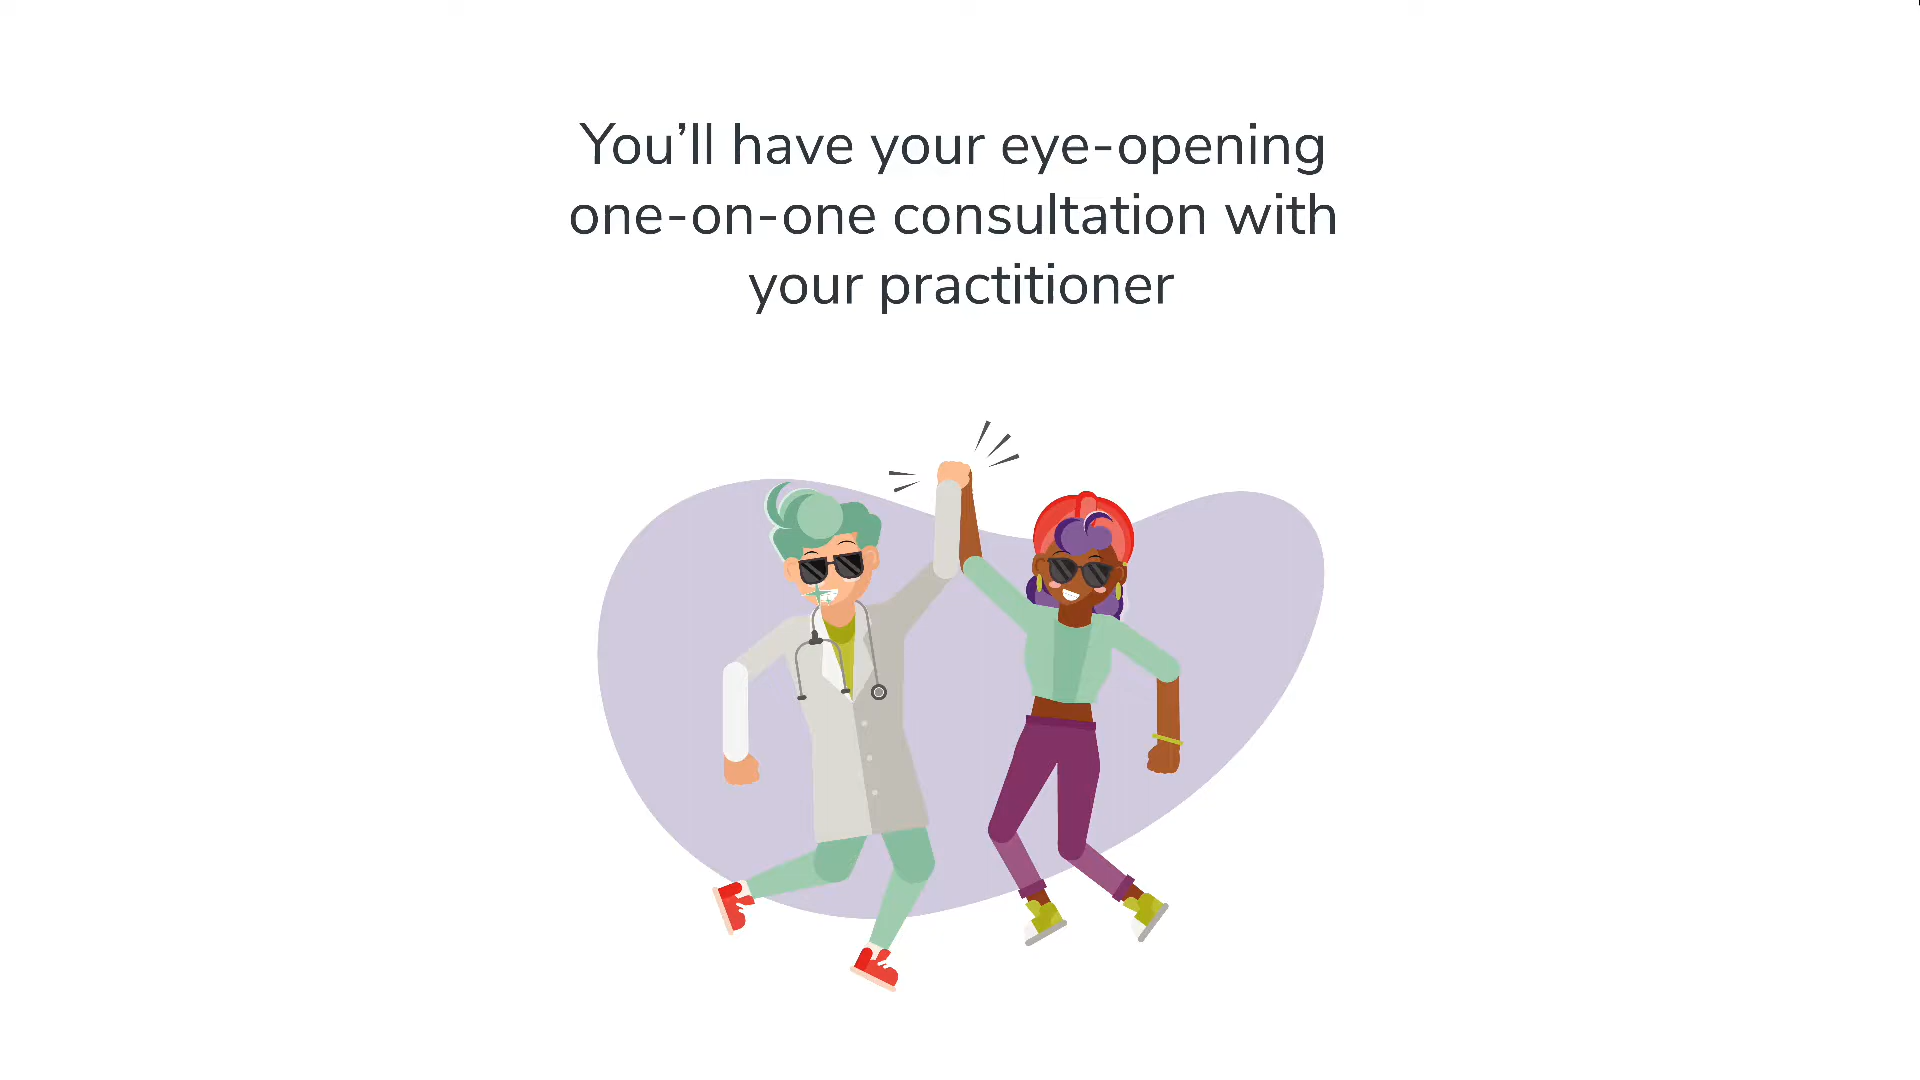 You’ll have your eye-opening
one-on-one consultation with
your practitioner